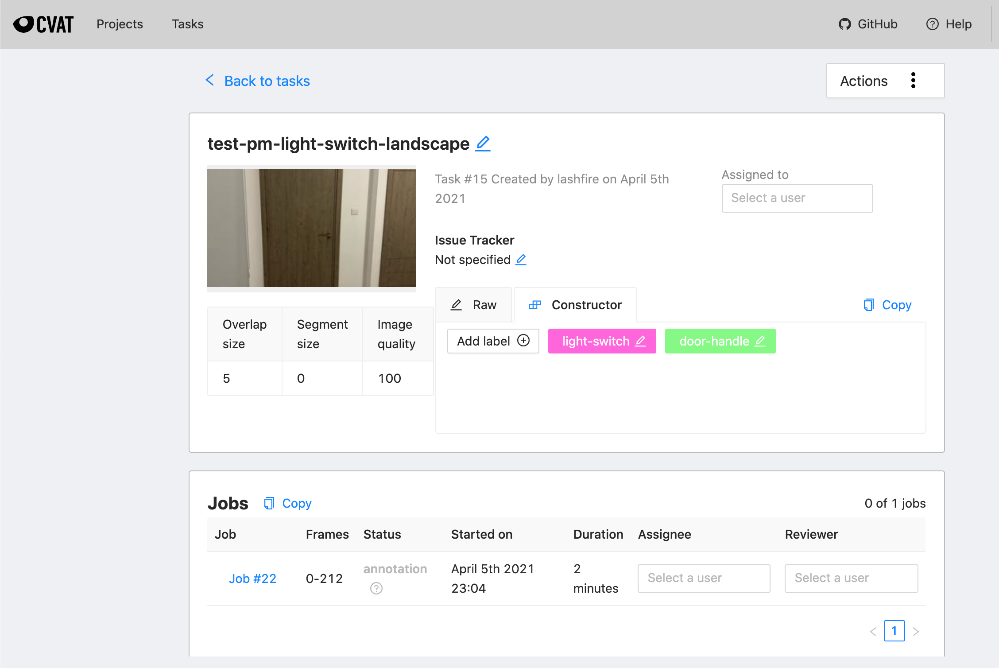 CVAT
Projects
Tasks
GitHub
Help
Back to tasks
Actions
test-pm-light-switch-landscape
Task #15 Created by lashfire on April 5th
2021
Assigned to
Select a user
Issue Tracker
Not specified
Raw
Constructor
Copy
Overlap
size
Segment
size
Image
quality
5
0
100
Add label
light-switch
door-handle
Jobs
Copy
0 of 1 jobs
Job
Frames
Status
Started on
Duration
Assignee
Reviewer
Job #22
0-212
annotation
April 5th 2021
23:04
2
minutes
Select a user
Select a user
1